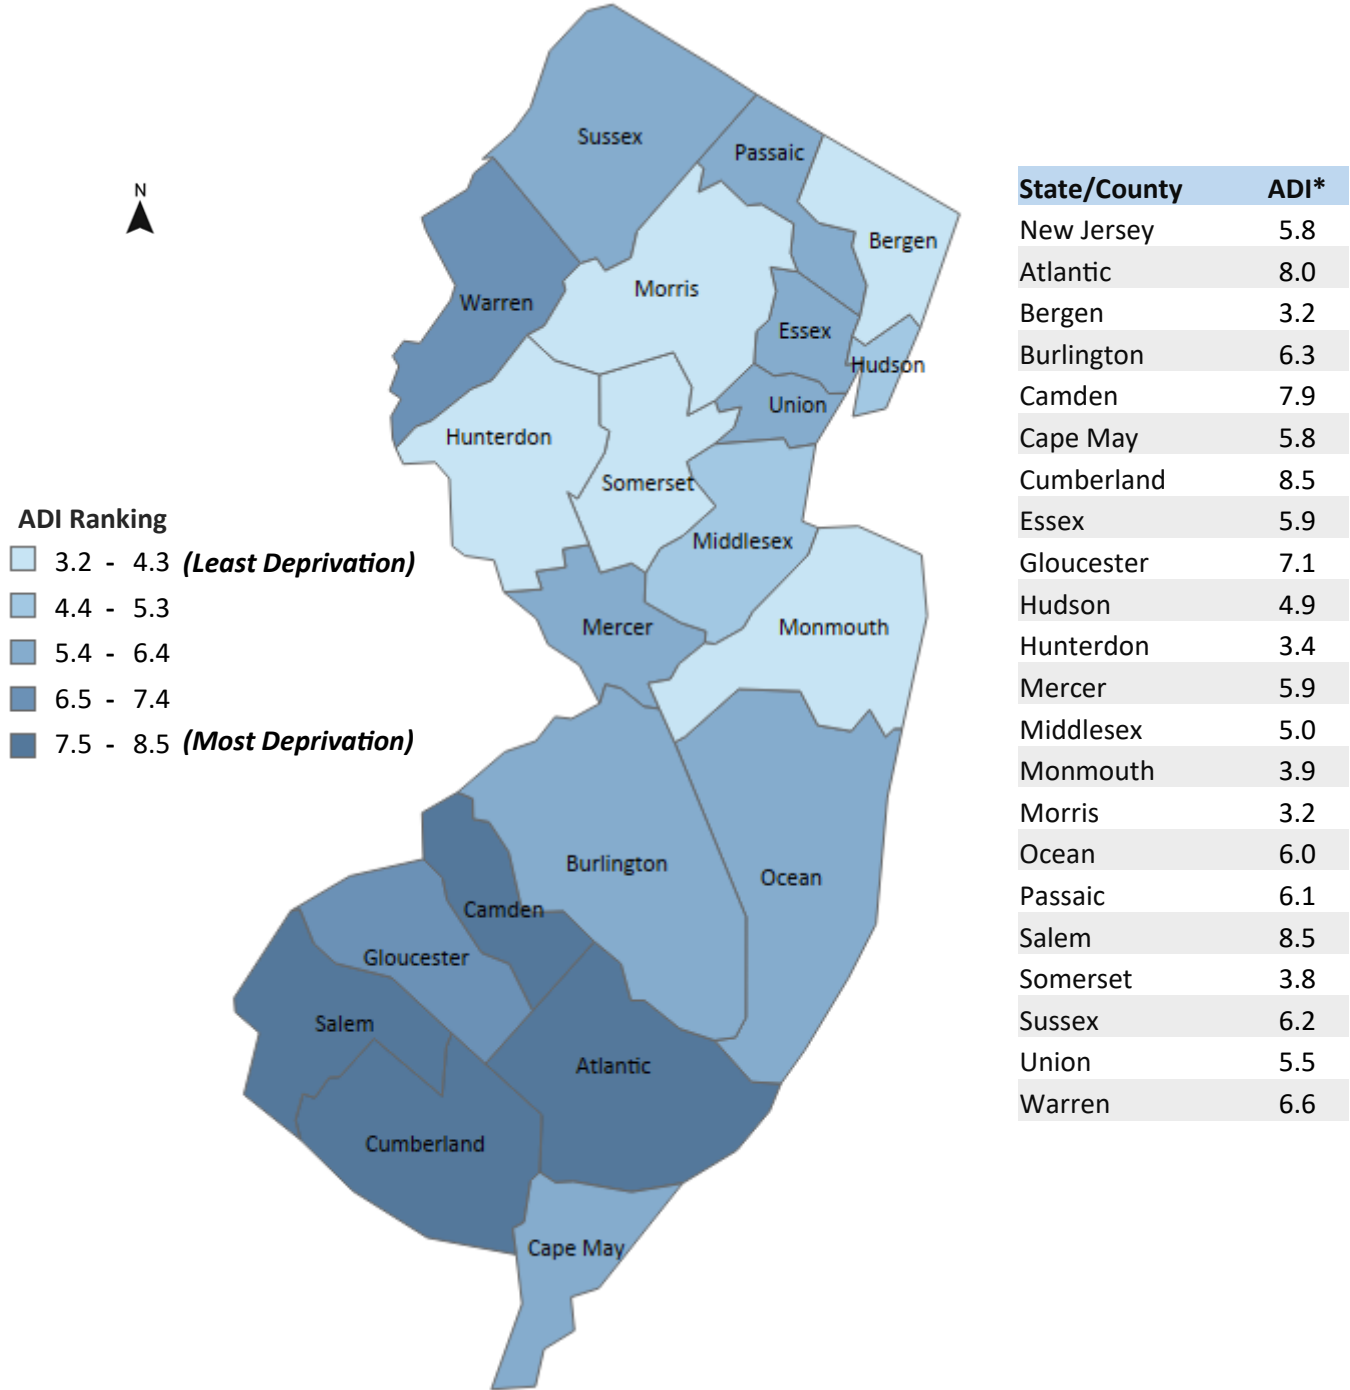 N
Sussex
Passaic
Bergen
Morris
Warren
Essex
Hudson
Union
Hunterdon
Somerset
Middlesex
Mercer
Monmouth
Burlington
Ocean
Camden
Gloucester
Salem
Atlantic
Cumberland
Cape May
ADI Ranking
3.2 - 4.3 (Least Deprivation)
4.4 - 5.3
5.4 - 6.4
6.5 - 7.4
7.5 - 8.5 (Most Deprivation)
State/County ADI*
New Jersey 5.8
Atlantic 8.0
Bergen 3.2
Burlington 6.3
Camden 7.9
Cape May 5.8
Cumberland 8.5
Essex 5.9
Gloucester 7.1
Hudson 4.9
Hunterdon 3.4
Mercer 5.9
Middlesex 5.0
Monmouth 3.9
Morris 3.2
Ocean 6.0
Passaic 6.1
Salem 8.5
Somerset 3.8
Sussex 6.2
Union 5.5
Warren 6.6